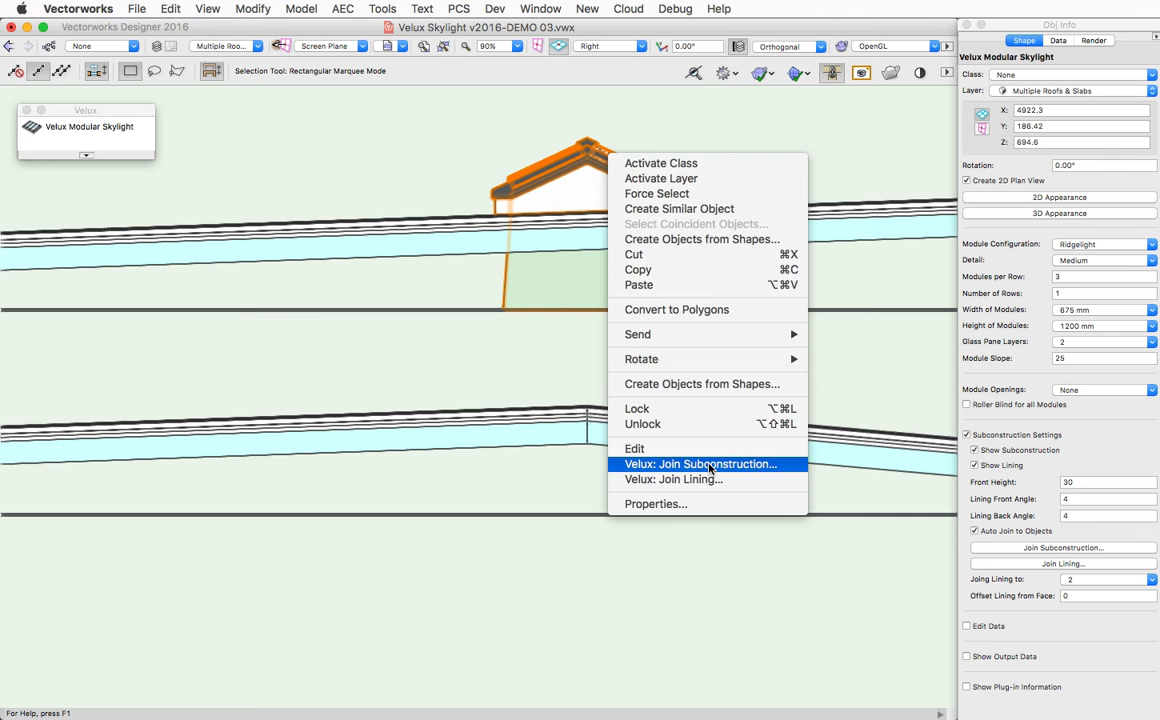 Vectorworks File Edit View Modify Model AEC Tools Text PCS Dev Window New Cloud Debug Help
Vectorworks Designer 2016
Velux Skylight v2016-DEMO 03.vwx
Obj Info
None
Multiple Roo...
Screen Plane
90%
Right
0.00°
Orthogonal
OpenGL
Selection Tool: Rectangular Marquee Mode
Velux
Velux Modular Skylight
Activate Class
Activate Layer
Force Select
Create Similar Object
Select Coincident Objects...
Create Objects from Shapes...
Cut ⌘X
Copy ⌘C
Paste ⌥⌘V
Convert to Polygons
Send ▶
Rotate ▶
Create Objects from Shapes...
Lock ⌥⌘L
Unlock ⌥⇧⌘L
Edit
Velux: Join Subconstruction...
Velux: Join Lining...
Properties...
Shape Data Render
Velux Modular Skylight
Class: None
Layer: Multiple Roofs & Slabs
X: 4922.3
Y: 186.42
Z: 694.6
Rotation: 0.00°
Create 2D Plan View
2D Appearance
3D Appearance
Module Configuration: Ridgelight
Detail: Medium
Modules per Row: 3
Number of Rows: 1
Width of Modules: 675 mm
Height of Modules: 1200 mm
Glass Pane Layers: 2
Module Slope: 25
Module Openings: None
Roller Blind for all Modules
Subconstruction Settings
Show Subconstruction
Show Lining
Front Height: 30
Lining Front Angle: 4
Lining Back Angle: 4
Auto Join to Objects
Join Subconstruction...
Join Lining...
Joing Lining to: 2
Offset Lining from Face: 0
Edit Data
Show Output Data
Show Plug-in Information
For Help, press F1